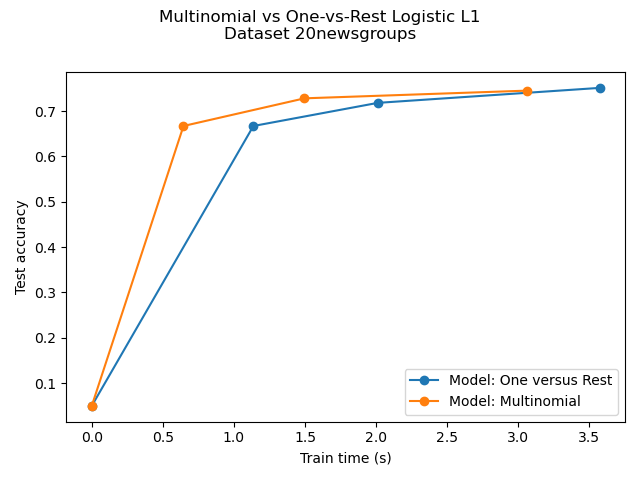 Multinomial vs One-vs-Rest Logistic L1
Dataset 20newsgroups
Test accuracy
0.7
0.6
0.5
0.4
0.3
0.2
0.1
Model: One versus Rest
Model: Multinomial
0.0 0.5 1.0 1.5 2.0 2.5 3.0 3.5
Train time (s)